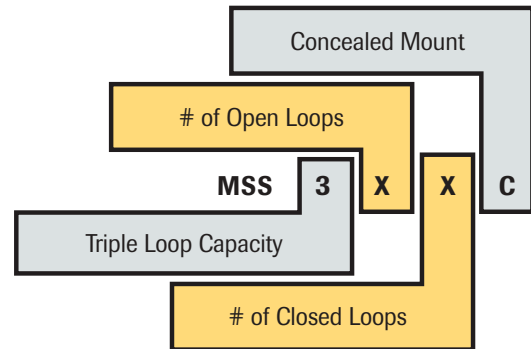 Concealed Mount
# of Open Loops
MSS 3 X X C
Triple Loop Capacity
# of Closed Loops